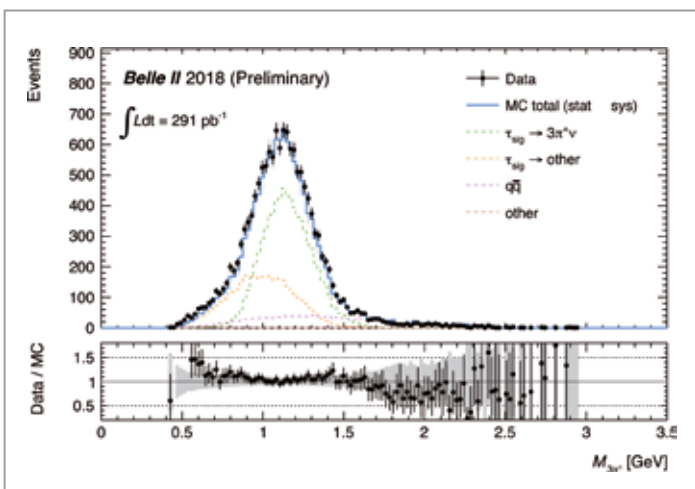 Events
900
800
700
600
500
400
300
200
100
0
Belle II 2018 (Preliminary)
∫Ldt = 291 pb⁻¹
Data
MC total (stat sys)
τsig → 3π±ν
τsig → other
qq̅
other
Data / MC
1.5
1
0.5
0 0.5 1 1.5 2 2.5 3 3.5
M3π± [GeV]